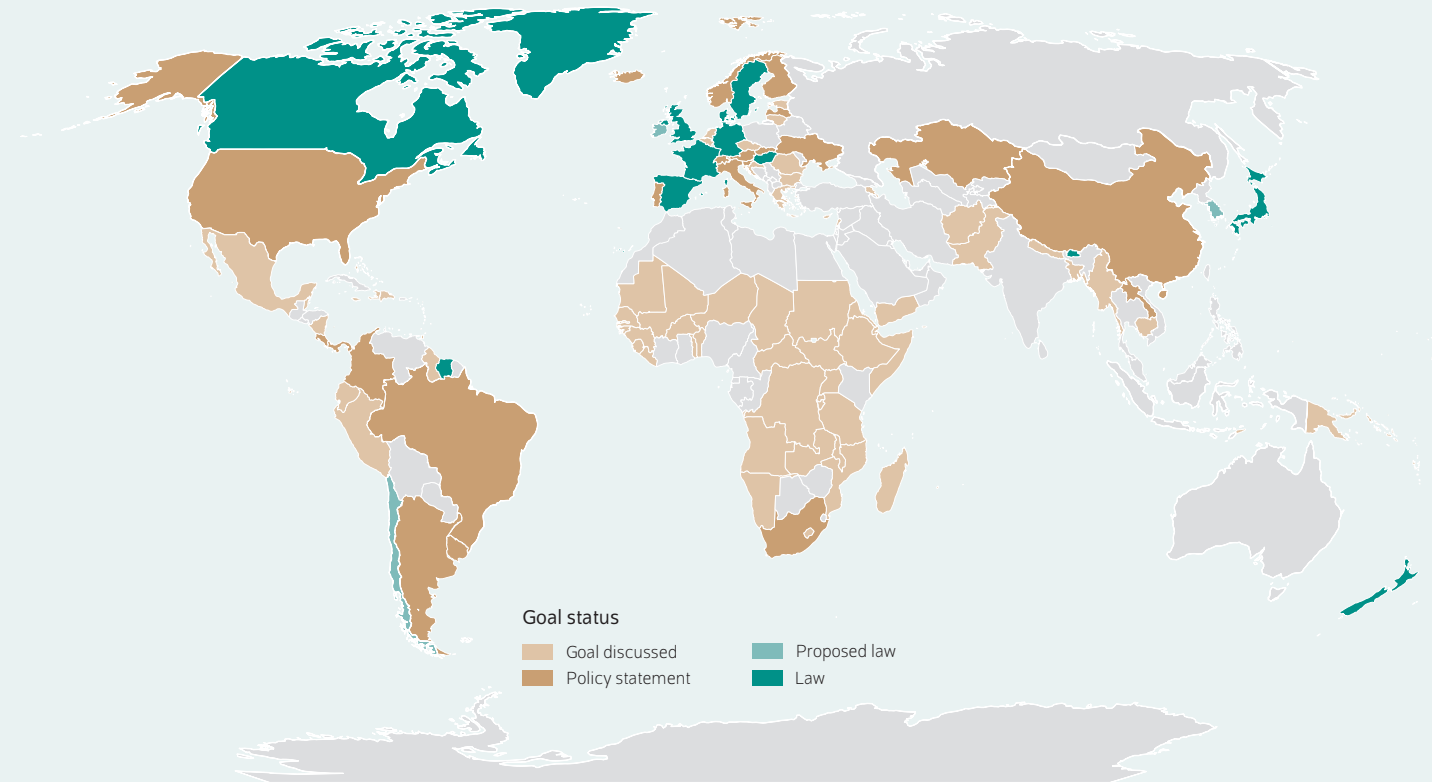 Goal status
Goal discussed
Policy statement
Proposed law
Law